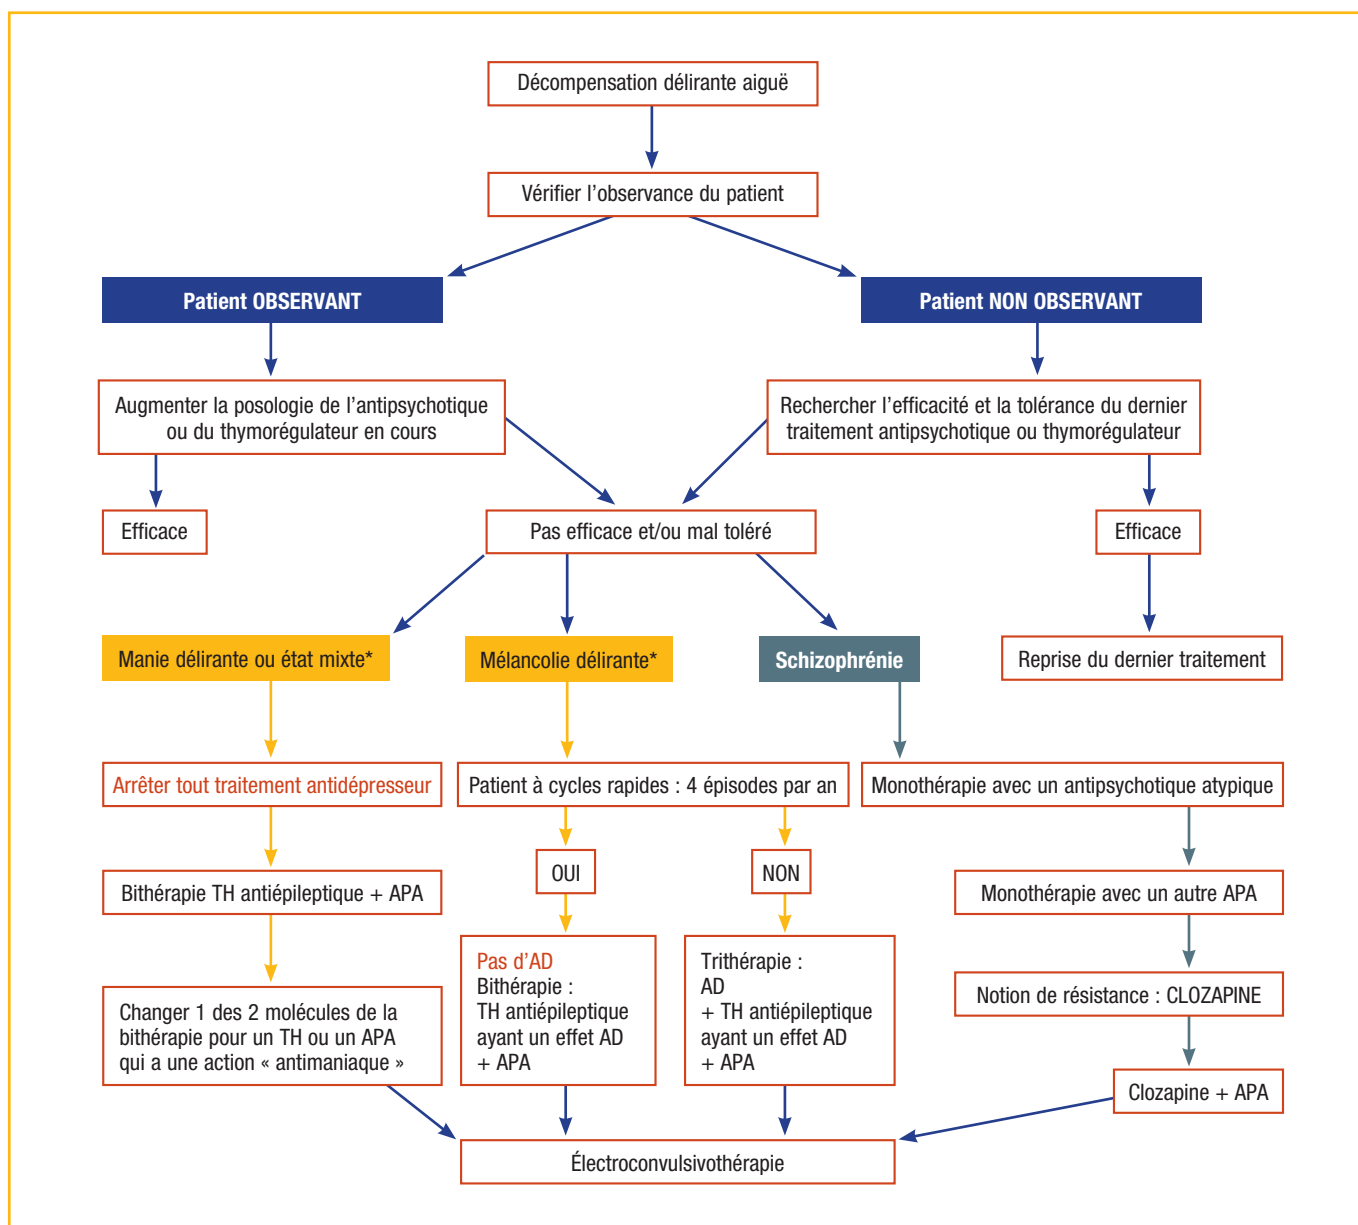 Décompensation délirante aiguë
Vérifier l’observance du patient
Patient OBSERVANT
Patient NON OBSERVANT
Augmenter la posologie de l’antipsychotique
ou du thymorégulateur en cours
Rechercher l’efficacité et la tolérance du dernier
traitement antipsychotique ou thymorégulateur
Efficace
Pas efficace et/ou mal toléré
Efficace
Manie délirante ou état mixte*
Mélancolie délirante*
Schizophrénie
Reprise du dernier traitement
Arrêter tout traitement antidépresseur
Patient à cycles rapides : 4 épisodes par an
Monothérapie avec un antipsychotique atypique
OUI
NON
Bithérapie TH antiépileptique + APA
Monothérapie avec un autre APA
Changer 1 des 2 molécules de la
bithérapie pour un TH ou un APA
qui a une action « antimaniaque »
Pas d’AD
Bithérapie :
TH antiépileptique
ayant un effet AD
+ APA
Trithérapie :
AD
+ TH antiépileptique
ayant un effet AD
+ APA
Notion de résistance : CLOZAPINE
Clozapine + APA
Électroconvulsivothérapie